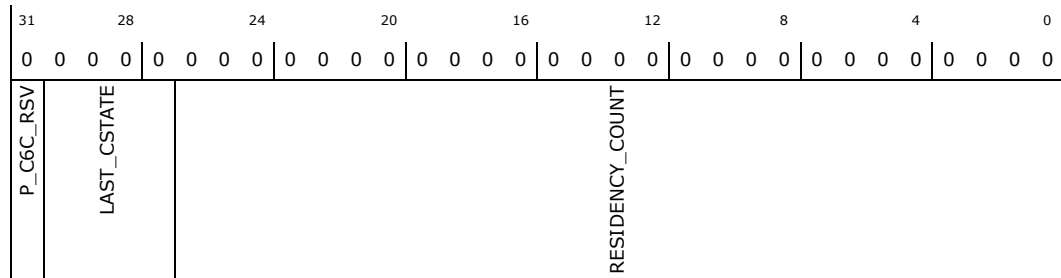 31 28 24 20 16 12 8 4 0
0 0 0 0 0 0 0 0 0 0 0 0 0 0 0 0 0 0 0 0 0 0 0 0 0 0 0 0 0 0 0 0
P_C6C_RSV
LAST_CSTATE
RESIDENCY_COUNT